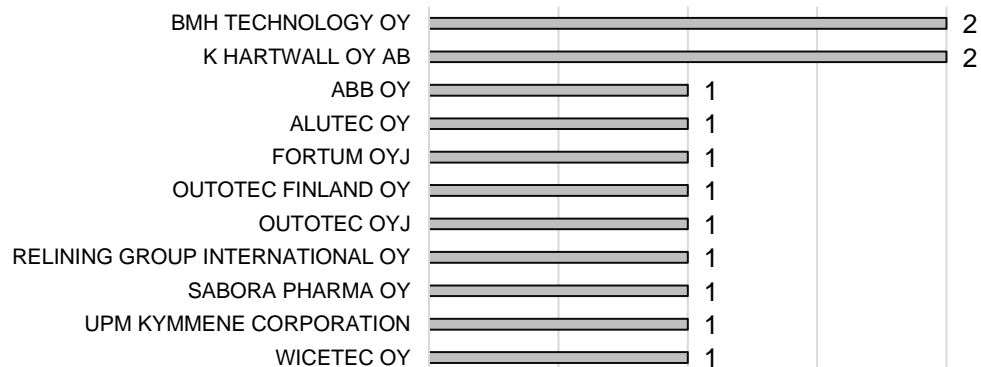 BMH TECHNOLOGY OY 2
K HARTWALL OY AB 2
ABB OY 1
ALUTEC OY 1
FORTUM OYJ 1
OUTOTEC FINLAND OY 1
OUTOTEC OYJ 1
RELINING GROUP INTERNATIONAL OY 1
SABORA PHARMA OY 1
UPM KYMMENE CORPORATION 1
WICETEC OY 1